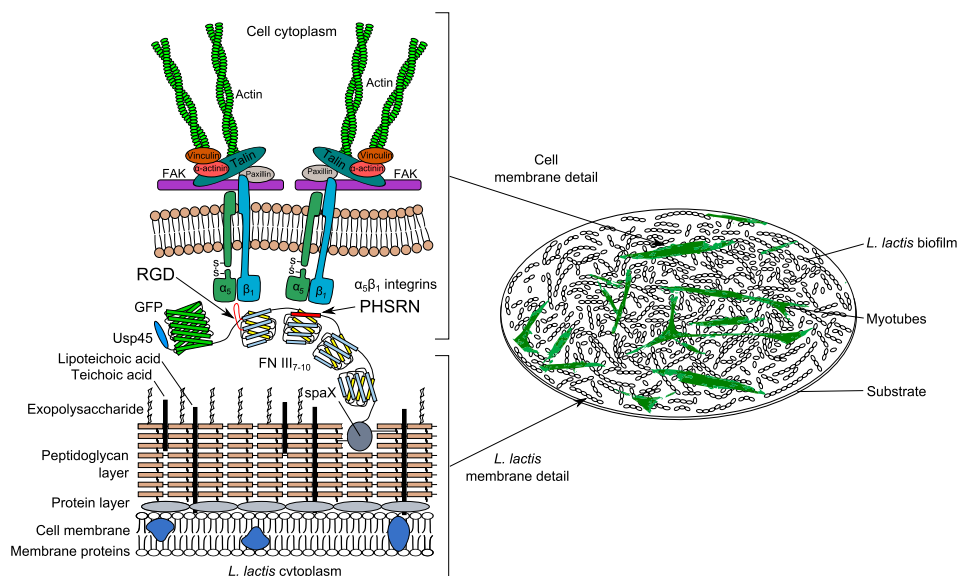 Cell cytoplasm
Actin
Actin
Vinculin
Talin
α-actinin
Paxillin
FAK
Talin
Vinculin
Paxillin
α-actinin
FAK
Cell
membrane detail
S
S
S
S
α5
β1
α5
β1
α5β1 integrins
RGD
PHSRN
GFP
Usp45
FN III7-10
Lipoteichoic acid
Teichoic acid
spaX
Exopolysaccharide
Peptidoglycan
layer
Protein layer
Cell membrane
Membrane proteins
L. lactis cytoplasm
L. lactis biofilm
Myotubes
Substrate
L. lactis
membrane detail